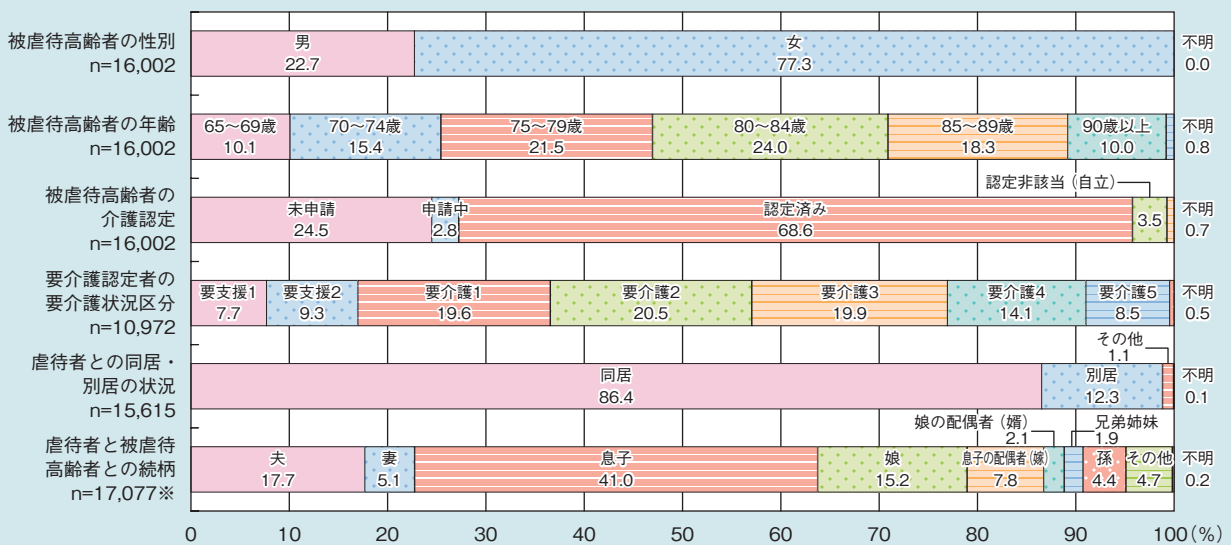 被虐待高齢者の性別
n=16,002
男
22.7
女
77.3
不明
0.0
被虐待高齢者の年齢
n=16,002
65～69歳
10.1
70～74歳
15.4
75～79歳
21.5
80～84歳
24.0
85～89歳
18.3
90歳以上
10.0
不明
0.8
被虐待高齢者の
介護認定
n=16,002
未申請
24.5
申請中
2.8
認定済み
68.6
認定非該当（自立）
3.5
不明
0.7
要介護認定者の
要介護状況区分
n=10,972
要支援1
7.7
要支援2
9.3
要介護1
19.6
要介護2
20.5
要介護3
19.9
要介護4
14.1
要介護5
8.5
不明
0.5
虐待者との同居・
別居の状況
n=15,615
同居
86.4
別居
12.3
その他
1.1
不明
0.1
虐待者と被虐待
高齢者との続柄
n=17,077※
夫
17.7
妻
5.1
息子
41.0
娘
15.2
息子の配偶者（嫁）
7.8
娘の配偶者（婿）
2.1
兄弟姉妹
1.9
孫
4.4
その他
4.7
不明
0.2
0 10 20 30 40 50 60 70 80 90 100(%)